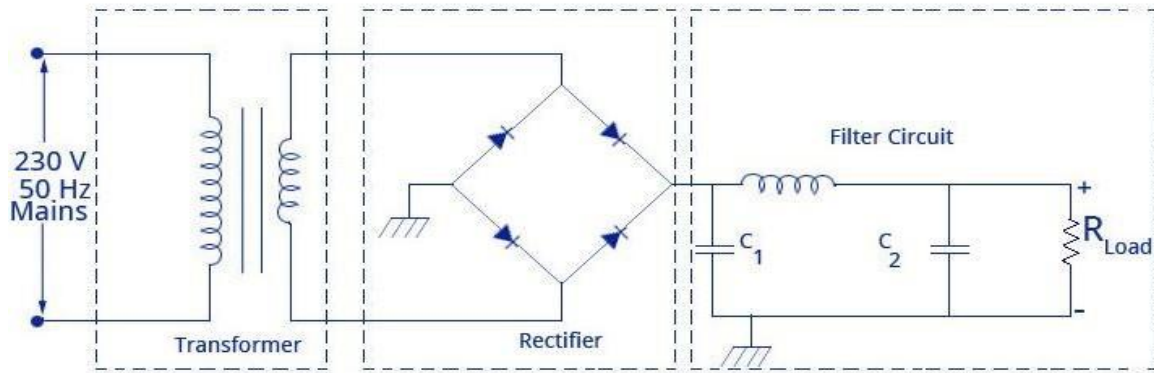 230 V
50 Hz
Mains
Transformer
Rectifier
Filter Circuit
C1
C2
+
RLoad
-